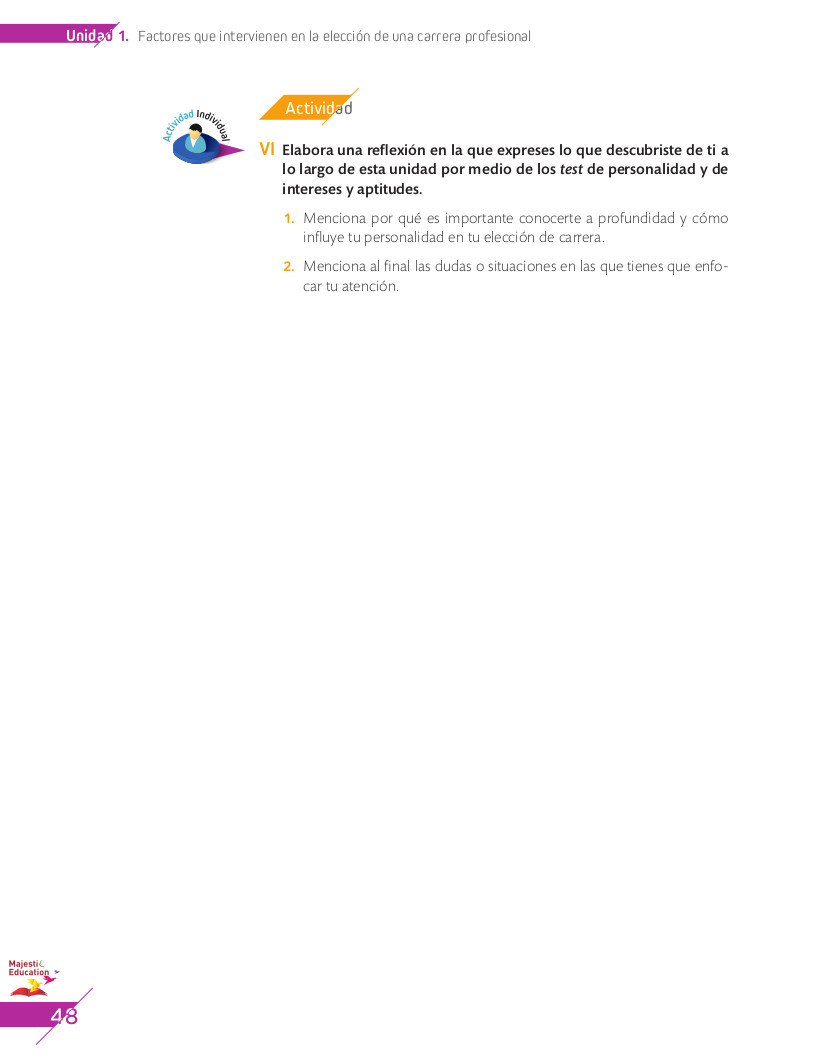 Unidad 1. Factores que intervienen en la elección de una carrera profesional
Actividad Individual
Actividad
VI Elabora una reflexión en la que expreses lo que descubriste de ti a
lo largo de esta unidad por medio de los test de personalidad y de
intereses y aptitudes.
1. Menciona por qué es importante conocerte a profundidad y cómo
influye tu personalidad en tu elección de carrera.
2. Menciona al final las dudas o situaciones en las que tienes que enfo-
car tu atención.
Majestic
Education
48